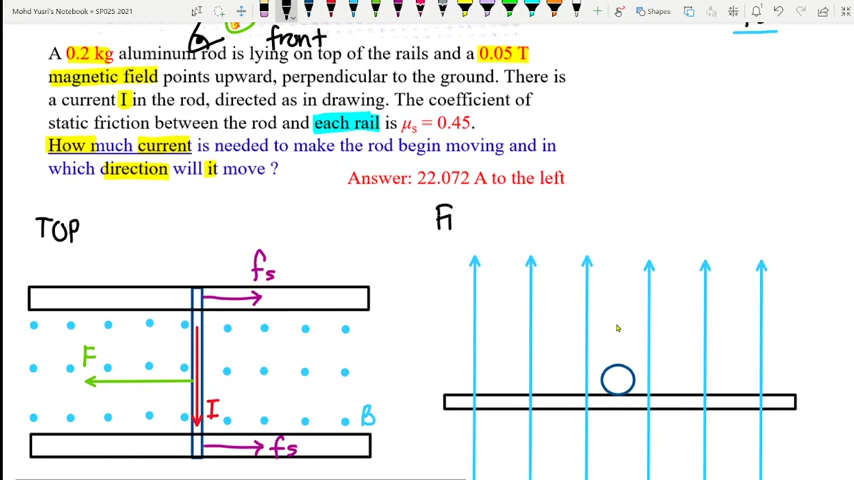 Mohd Yusri's Notebook » SP025 2021
Shapes
front
A 0.2 kg aluminum rod is lying on top of the rails and a 0.05 T
magnetic field points upward, perpendicular to the ground. There is
a current I in the rod, directed as in drawing. The coefficient of
static friction between the rod and each rail is μs = 0.45.
How much current is needed to make the rod begin moving and in
which direction will it move ?
Answer: 22.072 A to the left
TOP
fs
F
I
B
fs